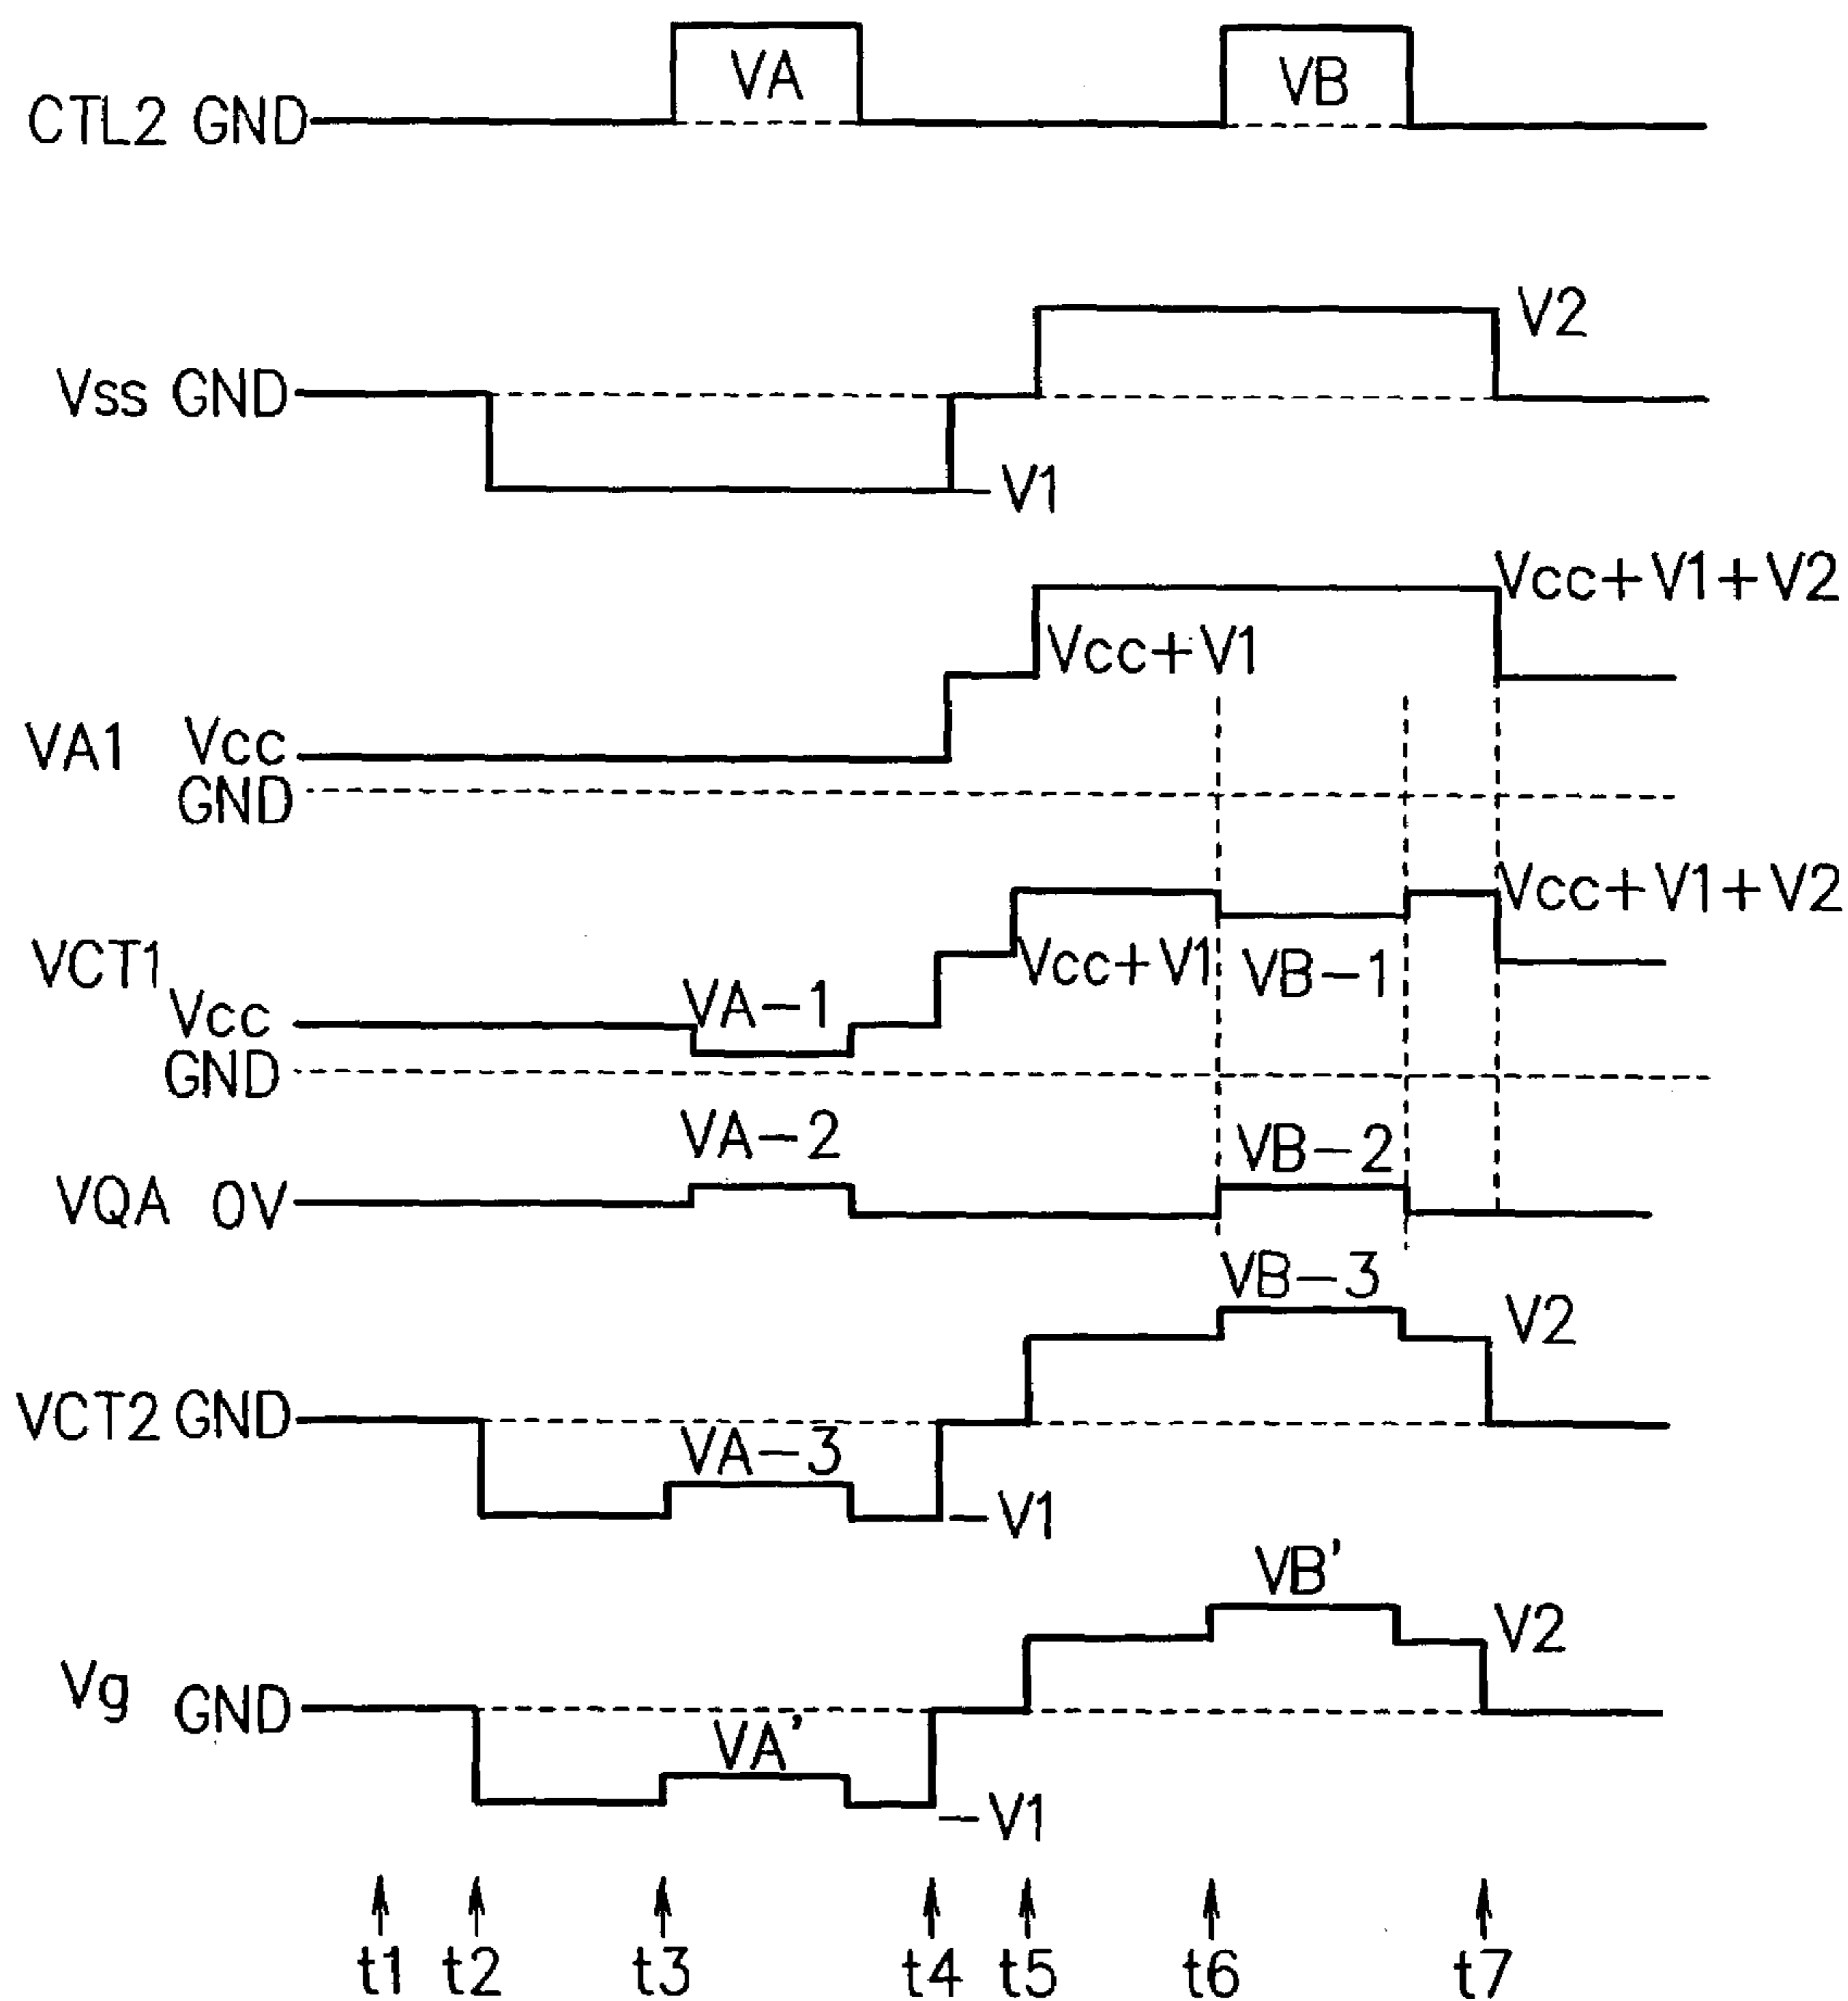 VA
VB
CTL2 GND
V2
Vss GND
-V1
Vcc+V1+V2
Vcc+V1
VA1 Vcc
GND
Vcc+V1+V2
VCT1
Vcc+V1
VB-1
VA-1
Vcc
GND
VA-2
VB-2
VQA 0V
VB-3
V2
VCT2 GND
VA-3
-V1
VB'
V2
Vg GND
VA'
-V1
t1 t2 t3 t4 t5 t6 t7